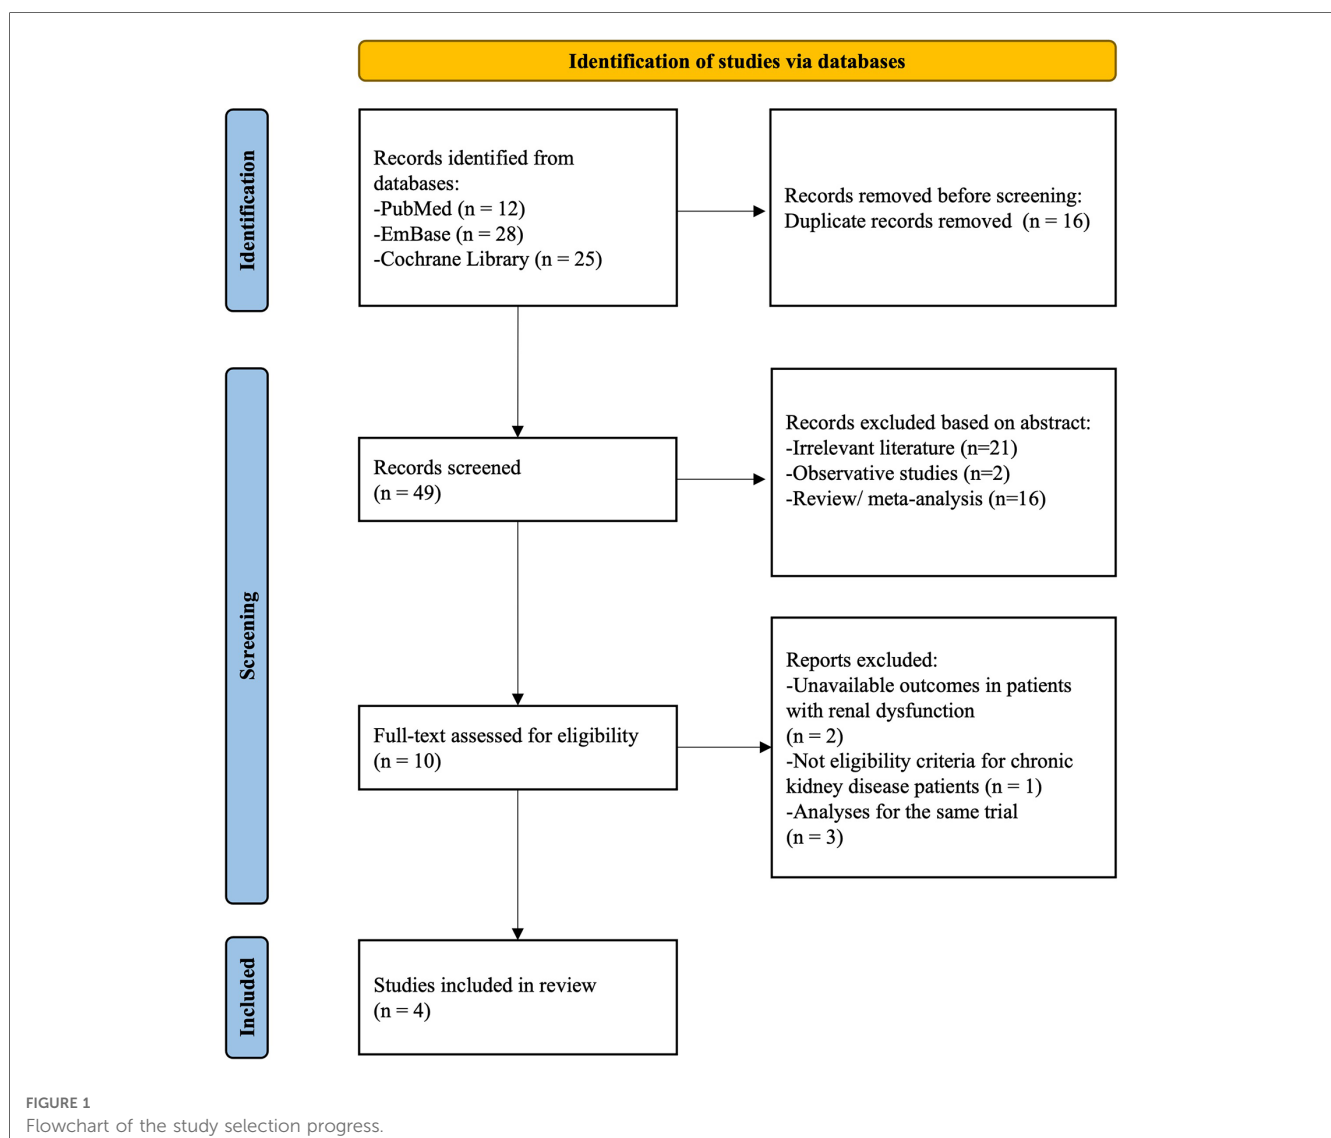 Identification of studies via databases
Identification
Records identified from
databases:
-PubMed (n = 12)
-EmBase (n = 28)
-Cochrane Library (n = 25)
Records removed before screening:
Duplicate records removed (n = 16)
Screening
Records screened
(n = 49)
Records excluded based on abstract:
-Irrelevant literature (n=21)
-Observative studies (n=2)
-Review/ meta-analysis (n=16)
Full-text assessed for eligibility
(n = 10)
Reports excluded:
-Unavailable outcomes in patients
with renal dysfunction
(n = 2)
-Not eligibility criteria for chronic
kidney disease patients (n = 1)
-Analyses for the same trial
(n = 3)
Included
Studies included in review
(n = 4)
FIGURE 1
Flowchart of the study selection progress.